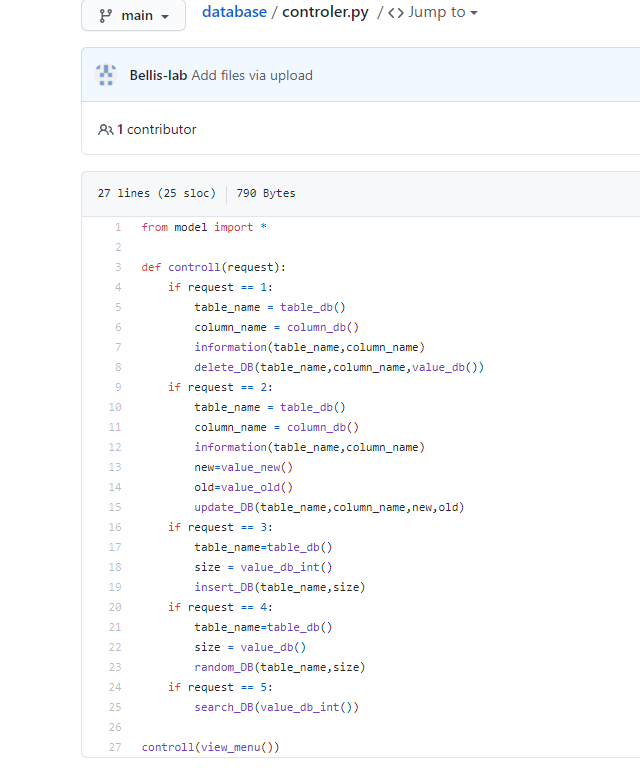 main
database / controler.py / <> Jump to
Bellis-lab Add files via upload
1 contributor
27 lines (25 sloc) 790 Bytes
1 from model import *
2
3 def controll(request):
4 if request == 1:
5 table_name = table_db()
6 column_name = column_db()
7 information(table_name,column_name)
8 delete_DB(table_name,column_name,value_db())
9 if request == 2:
10 table_name = table_db()
11 column_name = column_db()
12 information(table_name,column_name)
13 new=value_new()
14 old=value_old()
15 update_DB(table_name,column_name,new,old)
16 if request == 3:
17 table_name=table_db()
18 size = value_db_int()
19 insert_DB(table_name,size)
20 if request == 4:
21 table_name=table_db()
22 size = value_db()
23 random_DB(table_name,size)
24 if request == 5:
25 search_DB(value_db_int())
26
27 controll(view_menu())